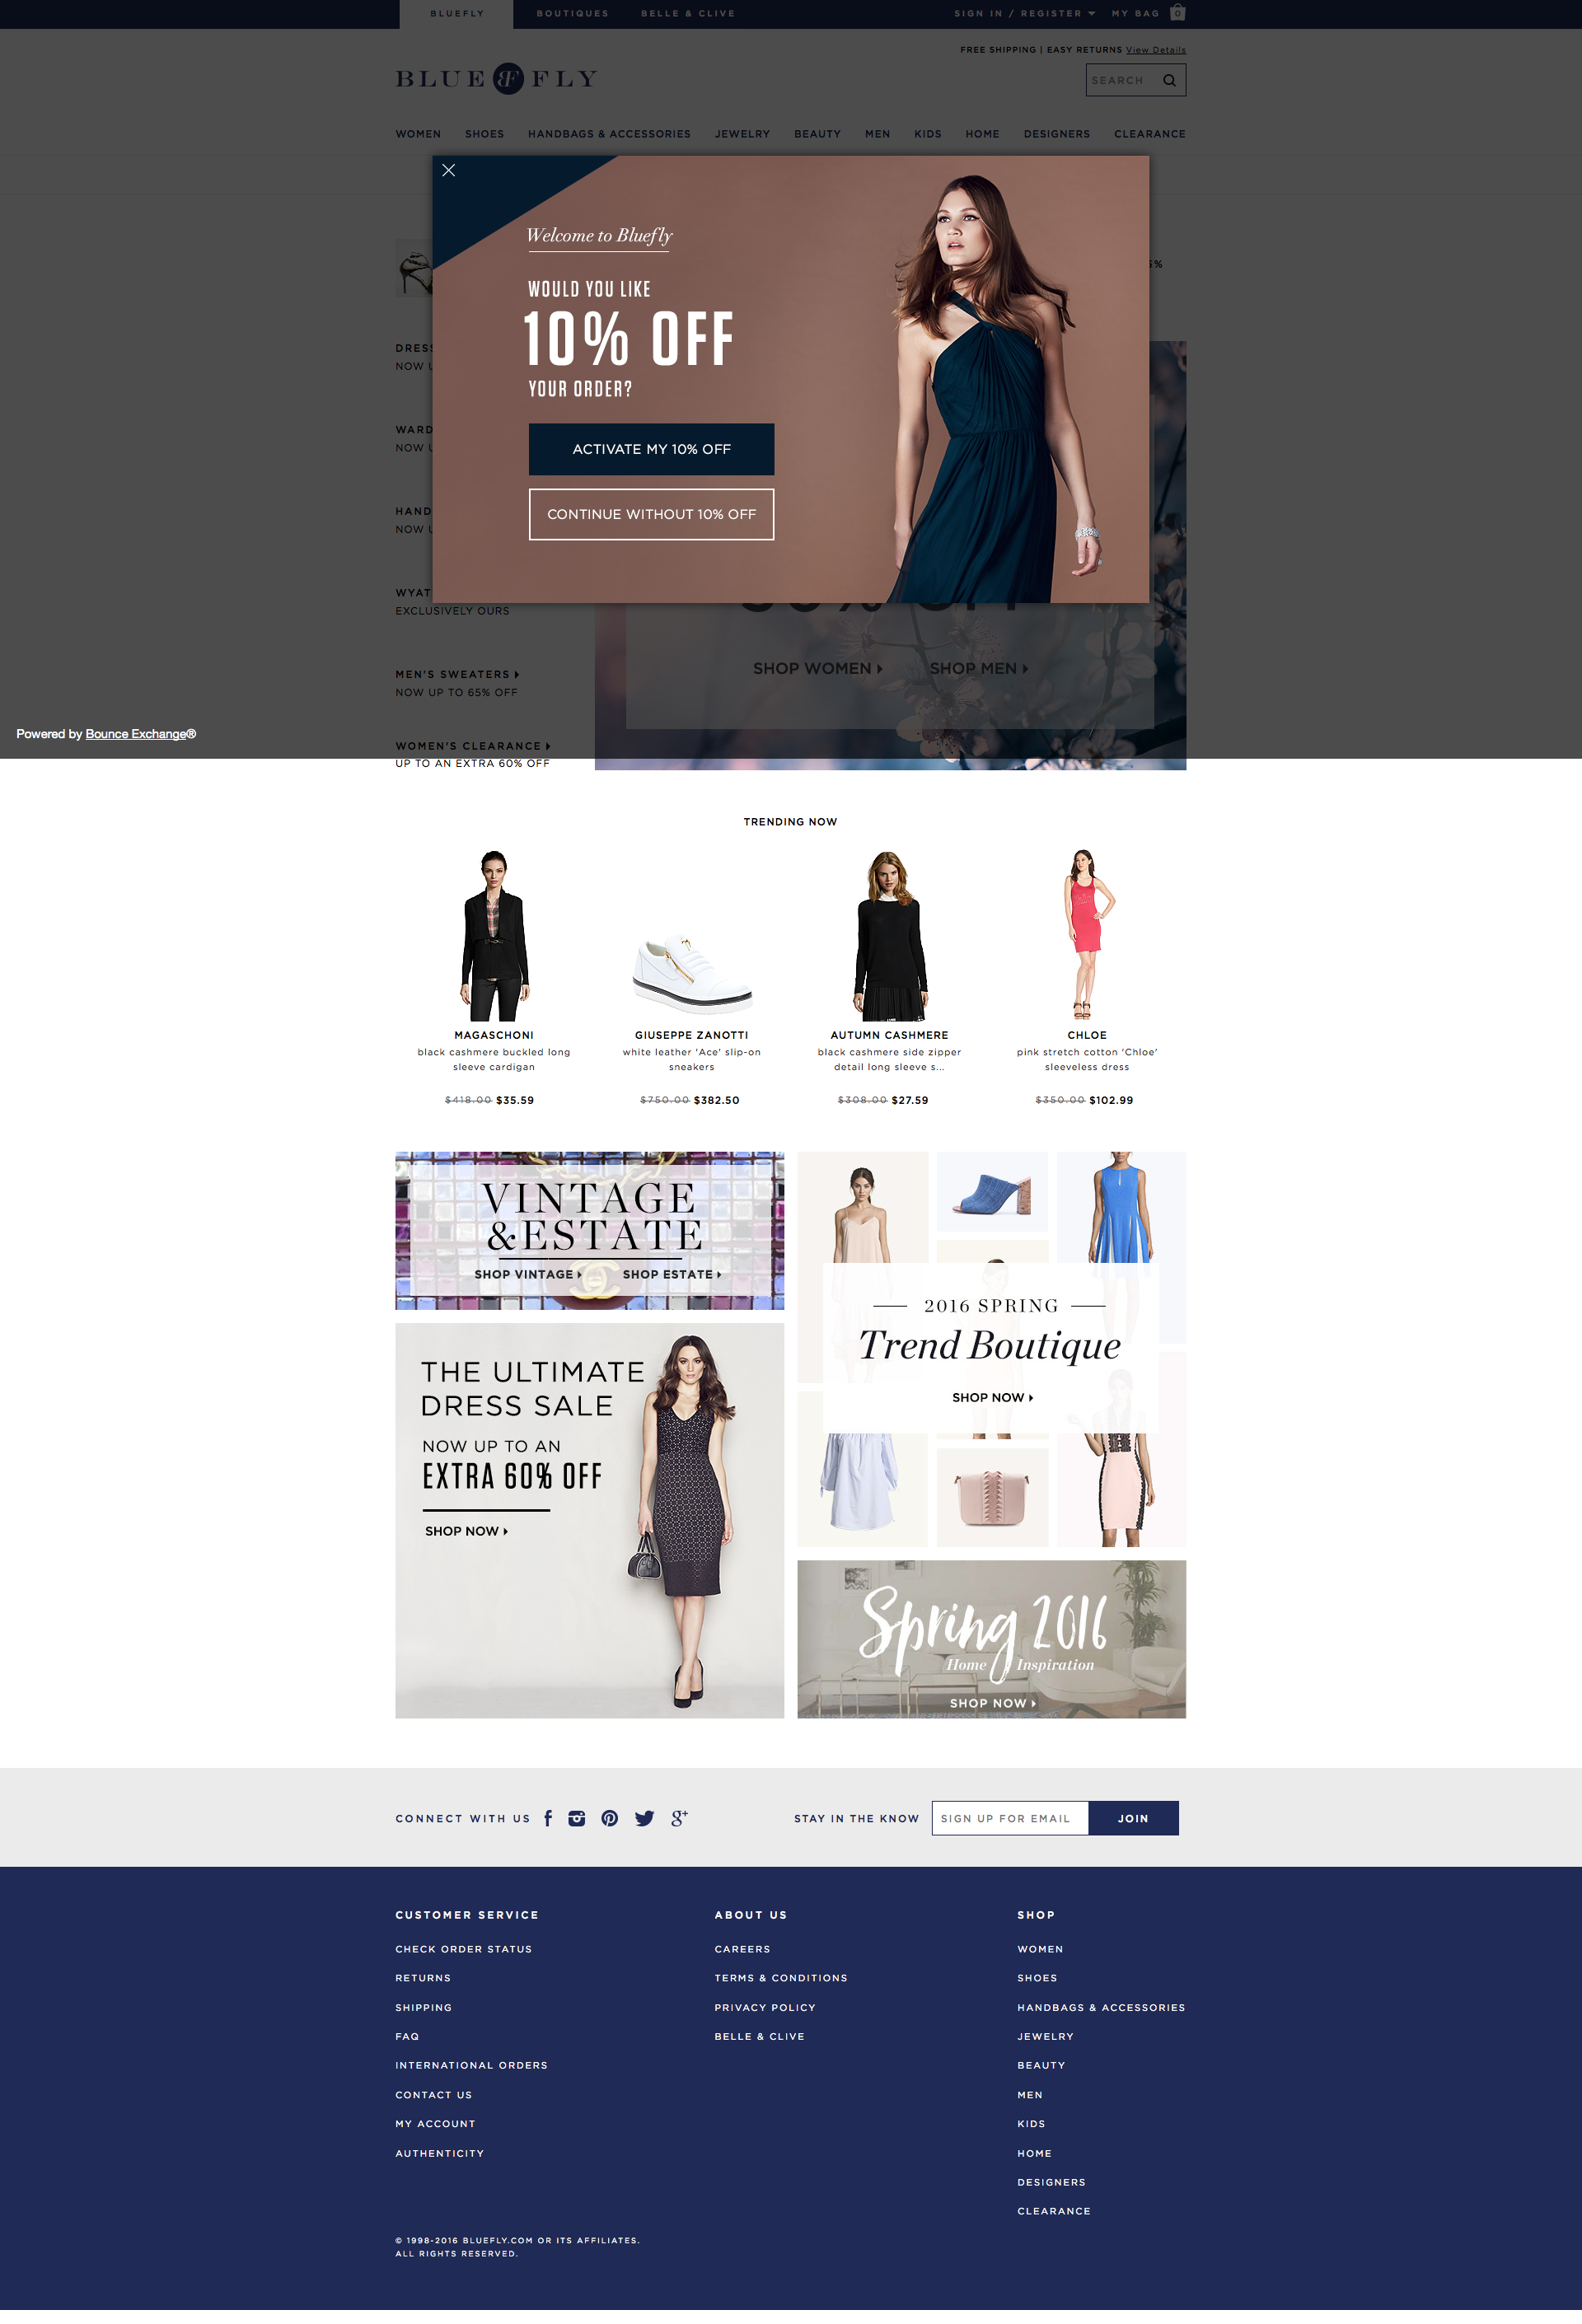 BLUEFLY
BOUTIQUES
BELLE & CLIVE
SIGN IN / REGISTER
MY BAG
0
FREE SHIPPING | EASY RETURNS View Details
BLUE BF FLY
SEARCH
WOMEN
SHOES
HANDBAGS & ACCESSORIES
JEWELRY
BEAUTY
MEN
KIDS
HOME
DESIGNERS
CLEARANCE
Welcome to Bluefly
WOULD YOU LIKE
10% OFF
YOUR ORDER?
ACTIVATE MY 10% OFF
CONTINUE WITHOUT 10% OFF
EXCLUSIVELY OURS
SHOP WOMEN
SHOP MEN
MEN'S SWEATERS
NOW UP TO 65% OFF
Powered by Bounce Exchange®
WOMEN'S CLEARANCE
UP TO AN EXTRA 60% OFF
TRENDING NOW
MAGASCHONI
black cashmere buckled long
sleeve cardigan
$418.00 $35.59
GIUSEPPE ZANOTTI
white leather 'Ace' slip-on
sneakers
$750.00 $382.50
AUTUMN CASHMERE
black cashmere side zipper
detail long sleeve s...
$308.00 $27.59
CHLOE
pink stretch cotton 'Chloe'
sleeveless dress
$350.00 $102.99
VINTAGE
&ESTATE
SHOP VINTAGE
SHOP ESTATE
THE ULTIMATE
DRESS SALE
NOW UP TO AN
EXTRA 60% OFF
SHOP NOW
2016 SPRING
Trend Boutique
SHOP NOW
Spring 2016
Home Inspiration
SHOP NOW
CONNECT WITH US
STAY IN THE KNOW
SIGN UP FOR EMAIL
JOIN
CUSTOMER SERVICE
CHECK ORDER STATUS
RETURNS
SHIPPING
FAQ
INTERNATIONAL ORDERS
CONTACT US
MY ACCOUNT
AUTHENTICITY
ABOUT US
CAREERS
TERMS & CONDITIONS
PRIVACY POLICY
BELLE & CLIVE
SHOP
WOMEN
SHOES
HANDBAGS & ACCESSORIES
JEWELRY
BEAUTY
MEN
KIDS
HOME
DESIGNERS
CLEARANCE
© 1998-2016 BLUEFLY.COM OR ITS AFFILIATES.
ALL RIGHTS RESERVED.